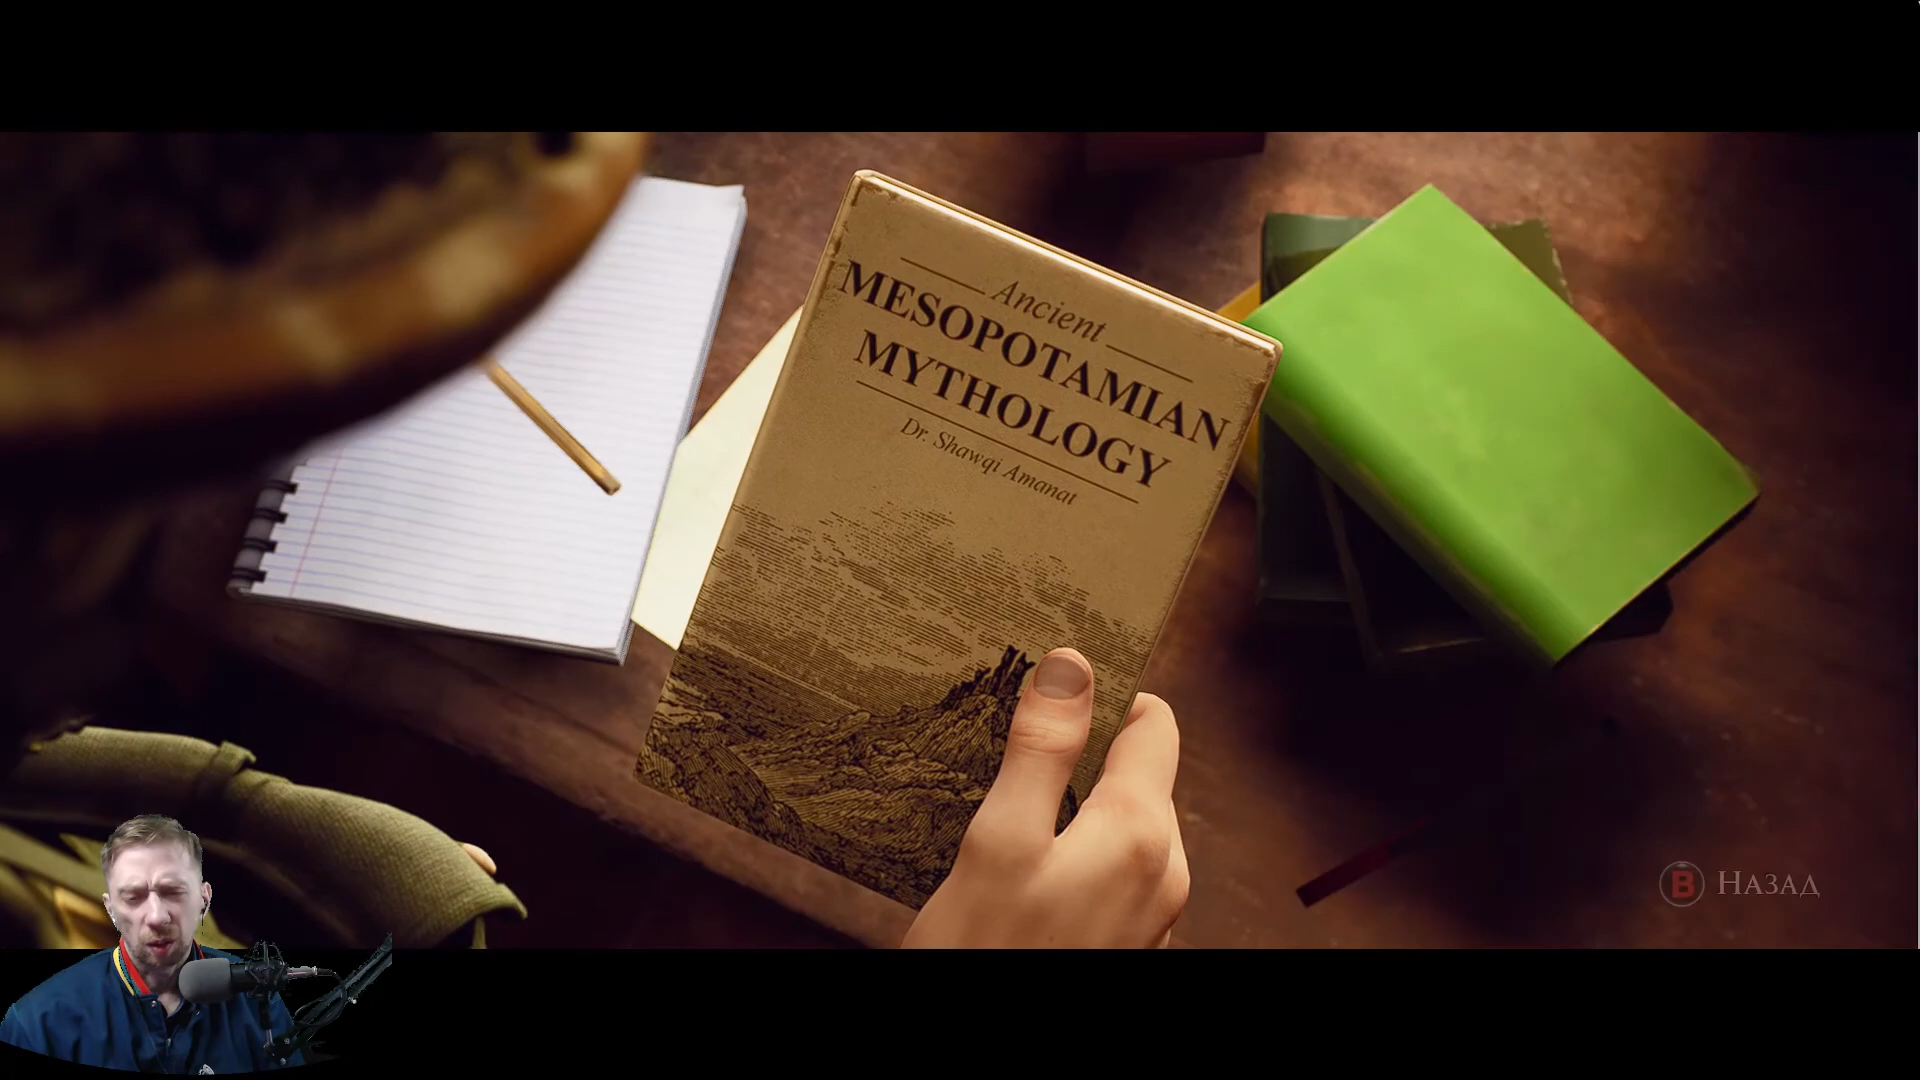 Ancient
MESOPOTAMIAN
MYTHOLOGY
Dr. Shawqi Amanat
B НАЗАД